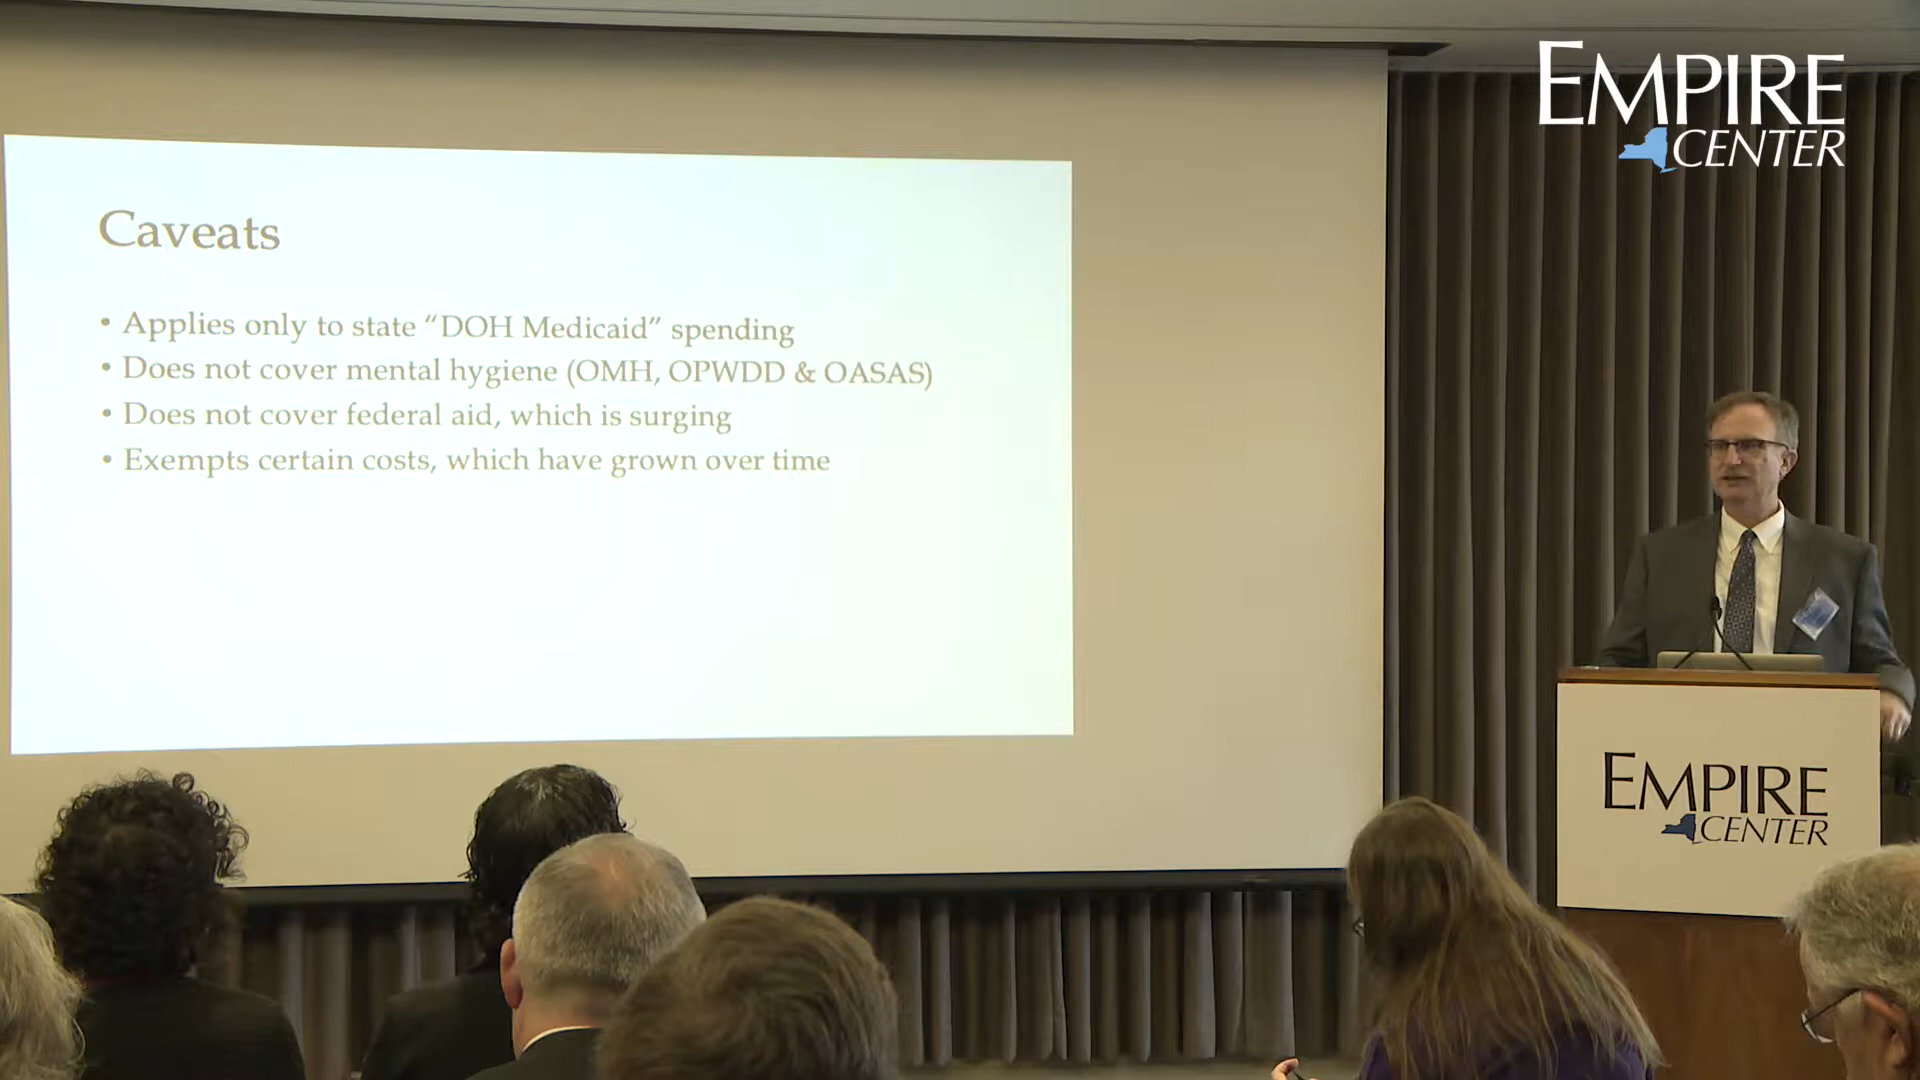 EMPIRE
CENTER
Caveats
• Applies only to state “DOH Medicaid” spending
• Does not cover mental hygiene (OMH, OPWDD & OASAS)
• Does not cover federal aid, which is surging
• Exempts certain costs, which have grown over time
EMPIRE
CENTER